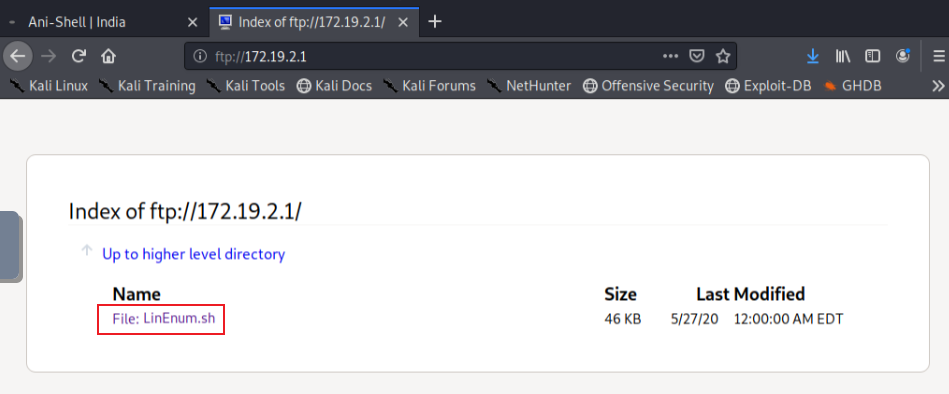 Ani-Shell | India
Index of ftp://172.19.2.1/
ftp://172.19.2.1
Kali Linux Kali Training Kali Tools Kali Docs Kali Forums NetHunter Offensive Security Exploit-DB GHDB
Index of ftp://172.19.2.1/
Up to higher level directory
Name Size Last Modified
File: LinEnum.sh 46 KB 5/27/20 12:00:00 AM EDT